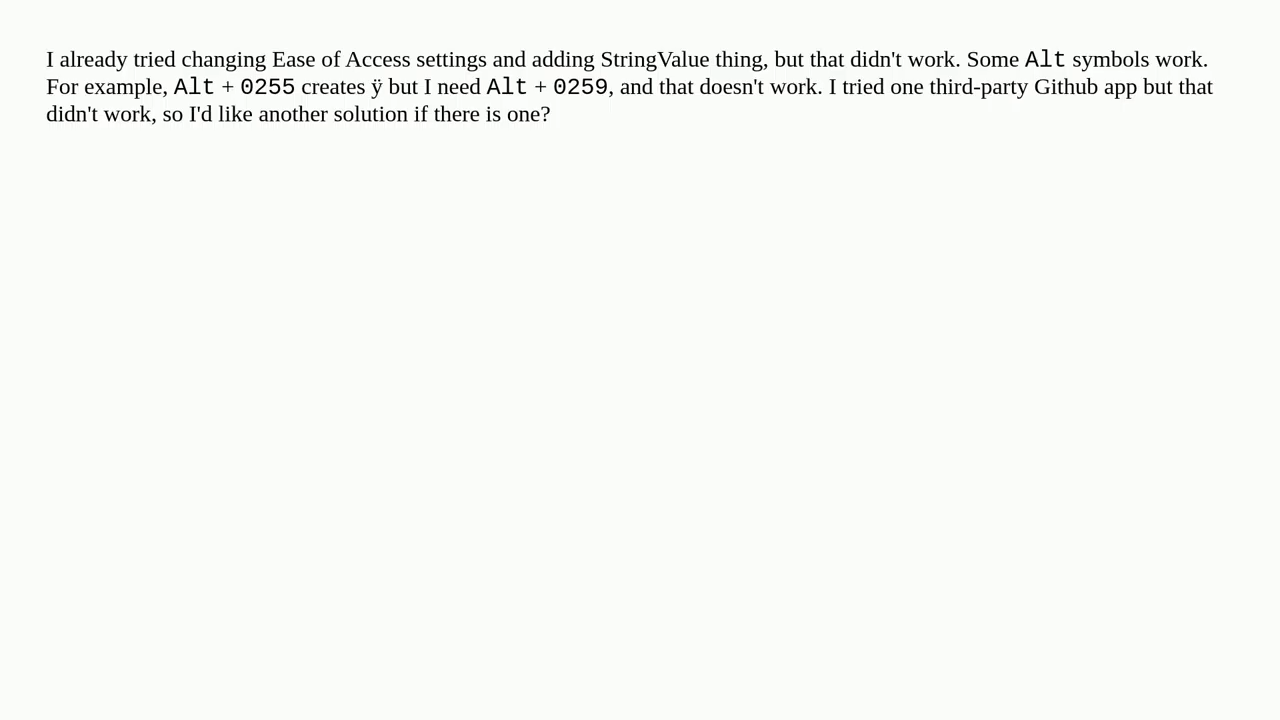 I already tried changing Ease of Access settings and adding StringValue thing, but that didn't work. Some Alt symbols work.
For example, Alt + 0255 creates ÿ but I need Alt + 0259, and that doesn't work. I tried one third-party Github app but that
didn't work, so I'd like another solution if there is one?